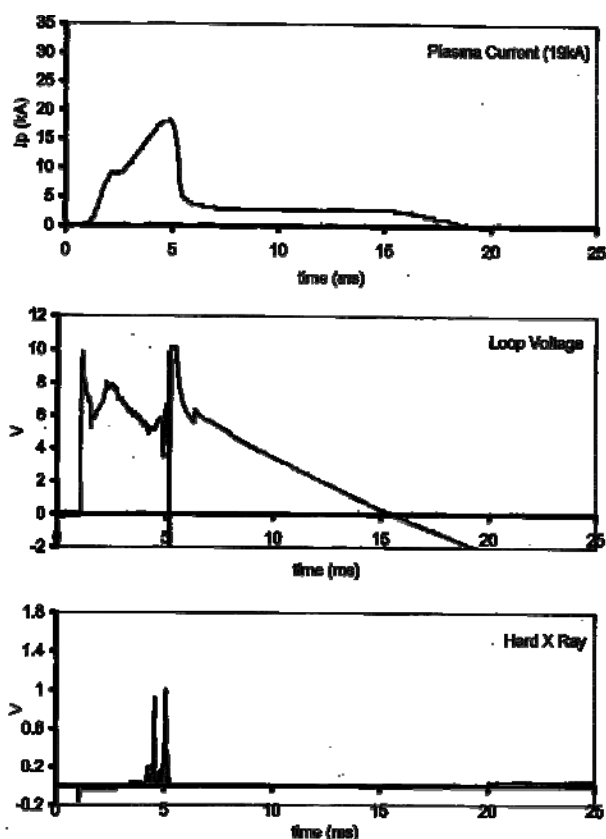 35
30
25
20
15
10
5
0
Ip (kA)
Plasma Current (19kA)
0 5 10 15 20 25
time (ms)
12
10
8
6
4
2
0
-2
V
Loop Voltage
5 10 15 20 25
time (ms)
1.8
1.4
1
0.6
0.2
-0.2
V
Hard X Ray
0 5 10 15 20 25
time (ms)